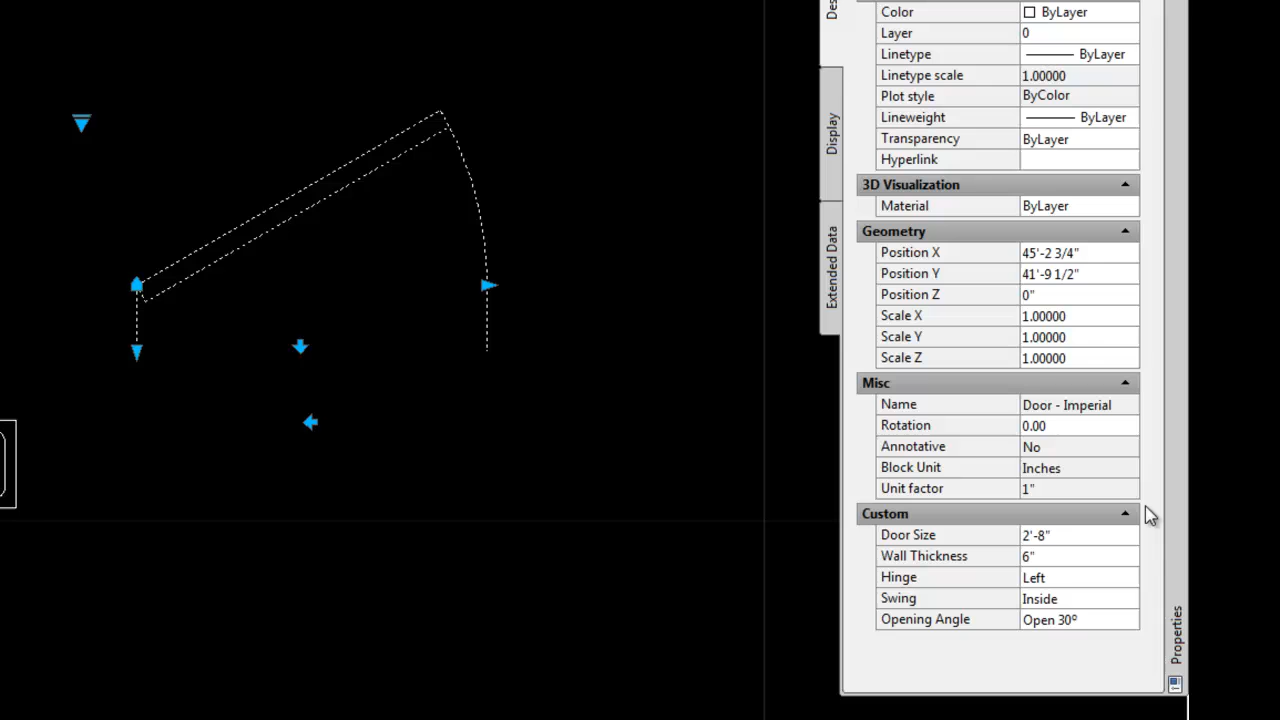 Des
Color ByLayer
Layer 0
Linetype ByLayer
Linetype scale 1.00000
Plot style ByColor
Lineweight ByLayer
Transparency ByLayer
Hyperlink
Display
3D Visualization
Material ByLayer
Extended Data
Geometry
Position X 45'-2 3/4"
Position Y 41'-9 1/2"
Position Z 0"
Scale X 1.00000
Scale Y 1.00000
Scale Z 1.00000
Misc
Name Door - Imperial
Rotation 0.00
Annotative No
Block Unit Inches
Unit factor 1"
Custom
Door Size 2'-8"
Wall Thickness 6"
Hinge Left
Swing Inside
Opening Angle Open 30º
Properties